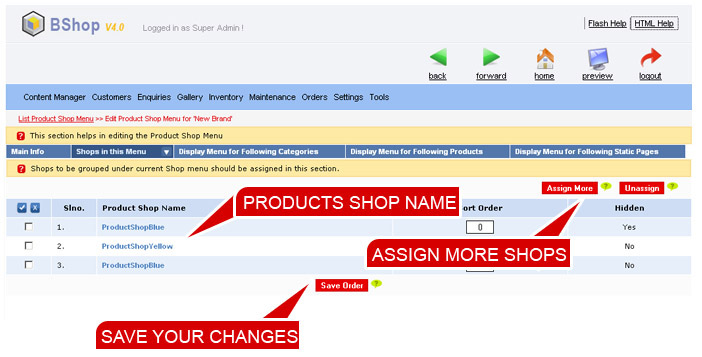 BShop V4.0
Logged in as Super Admin !
Flash Help HTML Help
back forward home preview logout
Content Manager Customers Enquiries Gallery Inventory Maintenance Orders Settings Tools
List Product Shop Menu >> Edit Product Shop Menu for 'New Brand'
? This section helps in editing the Product Shop Menu
Main Info Shops in this Menu Display Menu for Following Categories Display Menu for Following Products Display Menu for Following Static Pages
? Shops to be grouped under current Shop menu should be assigned in this section.
Assign More ? Unassign ?
PRODUCTS SHOP NAME
Slno. Product Shop Name Order Hidden
1. ProductShopBlue 0 Yes
2. ProductShopYellow No
ASSIGN MORE SHOPS
3. ProductShopBlue No
Save Order ?
SAVE YOUR CHANGES